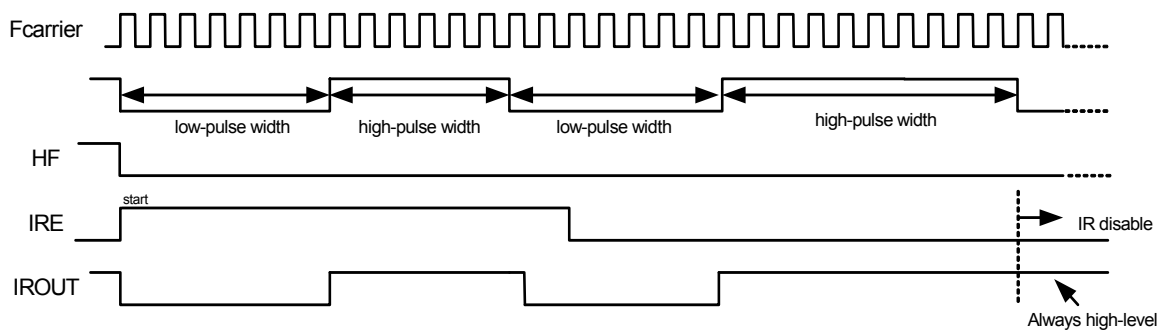 Fcarrier
low-pulse width
high-pulse width
low-pulse width
high-pulse width
HF
start
IRE
IR disable
IROUT
Always high-level